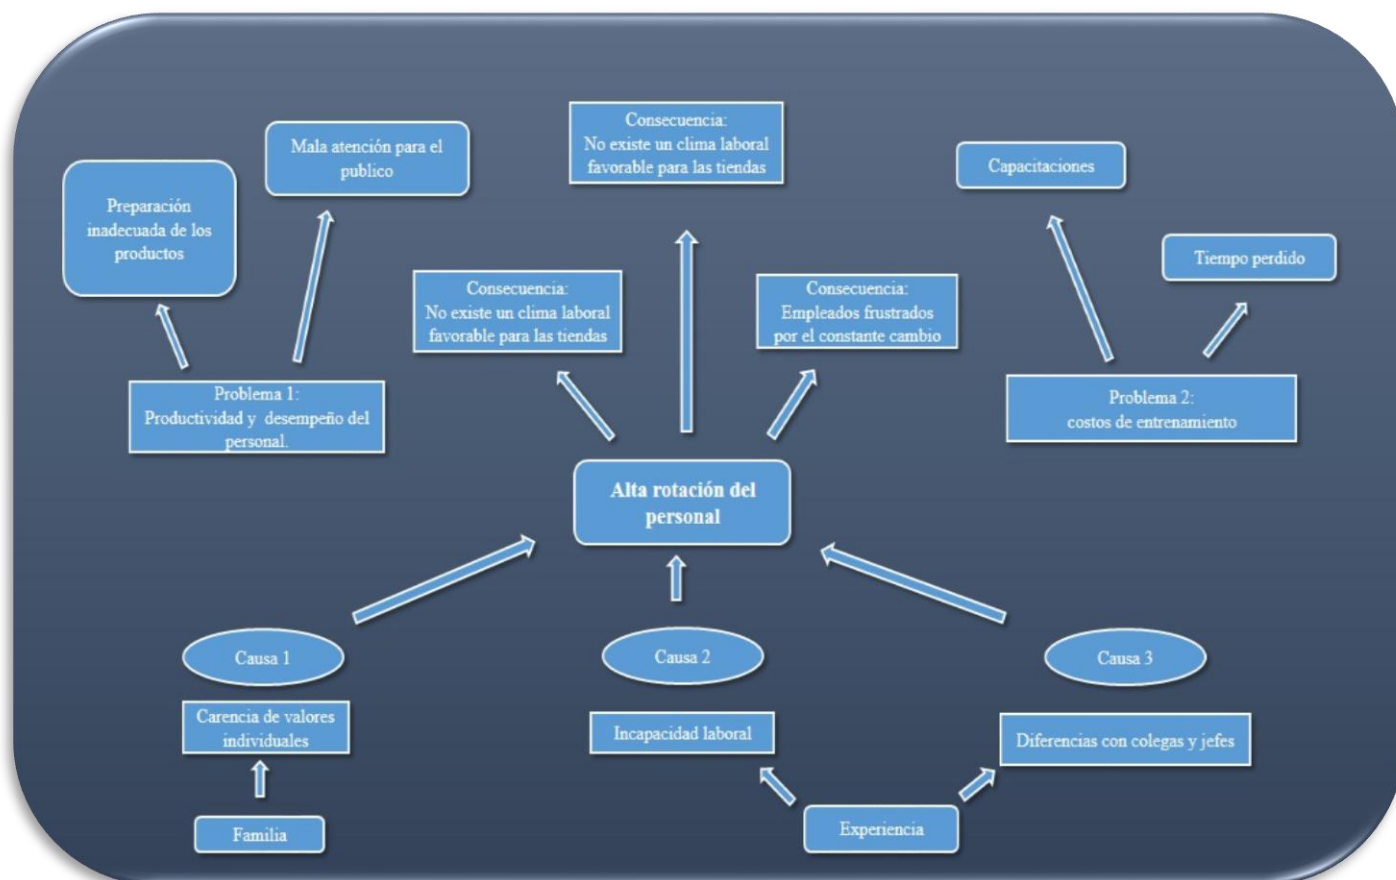 Consecuencia:
No existe un clima laboral
favorable para las tiendas
Mala atención para el
publico
Capacitaciones
Preparación
inadecuada de los
productos
Tiempo perdido
Consecuencia:
No existe un clima laboral
favorable para las tiendas
Consecuencia:
Empleados frustrados
por el constante cambio
Problema 1:
Productividad y desempeño del
personal.
Problema 2:
costos de entrenamiento
Alta rotación del
personal
Causa 1
Causa 2
Causa 3
Carencia de valores
individuales
Incapacidad laboral
Diferencias con colegas y jefes
Familia
Experiencia